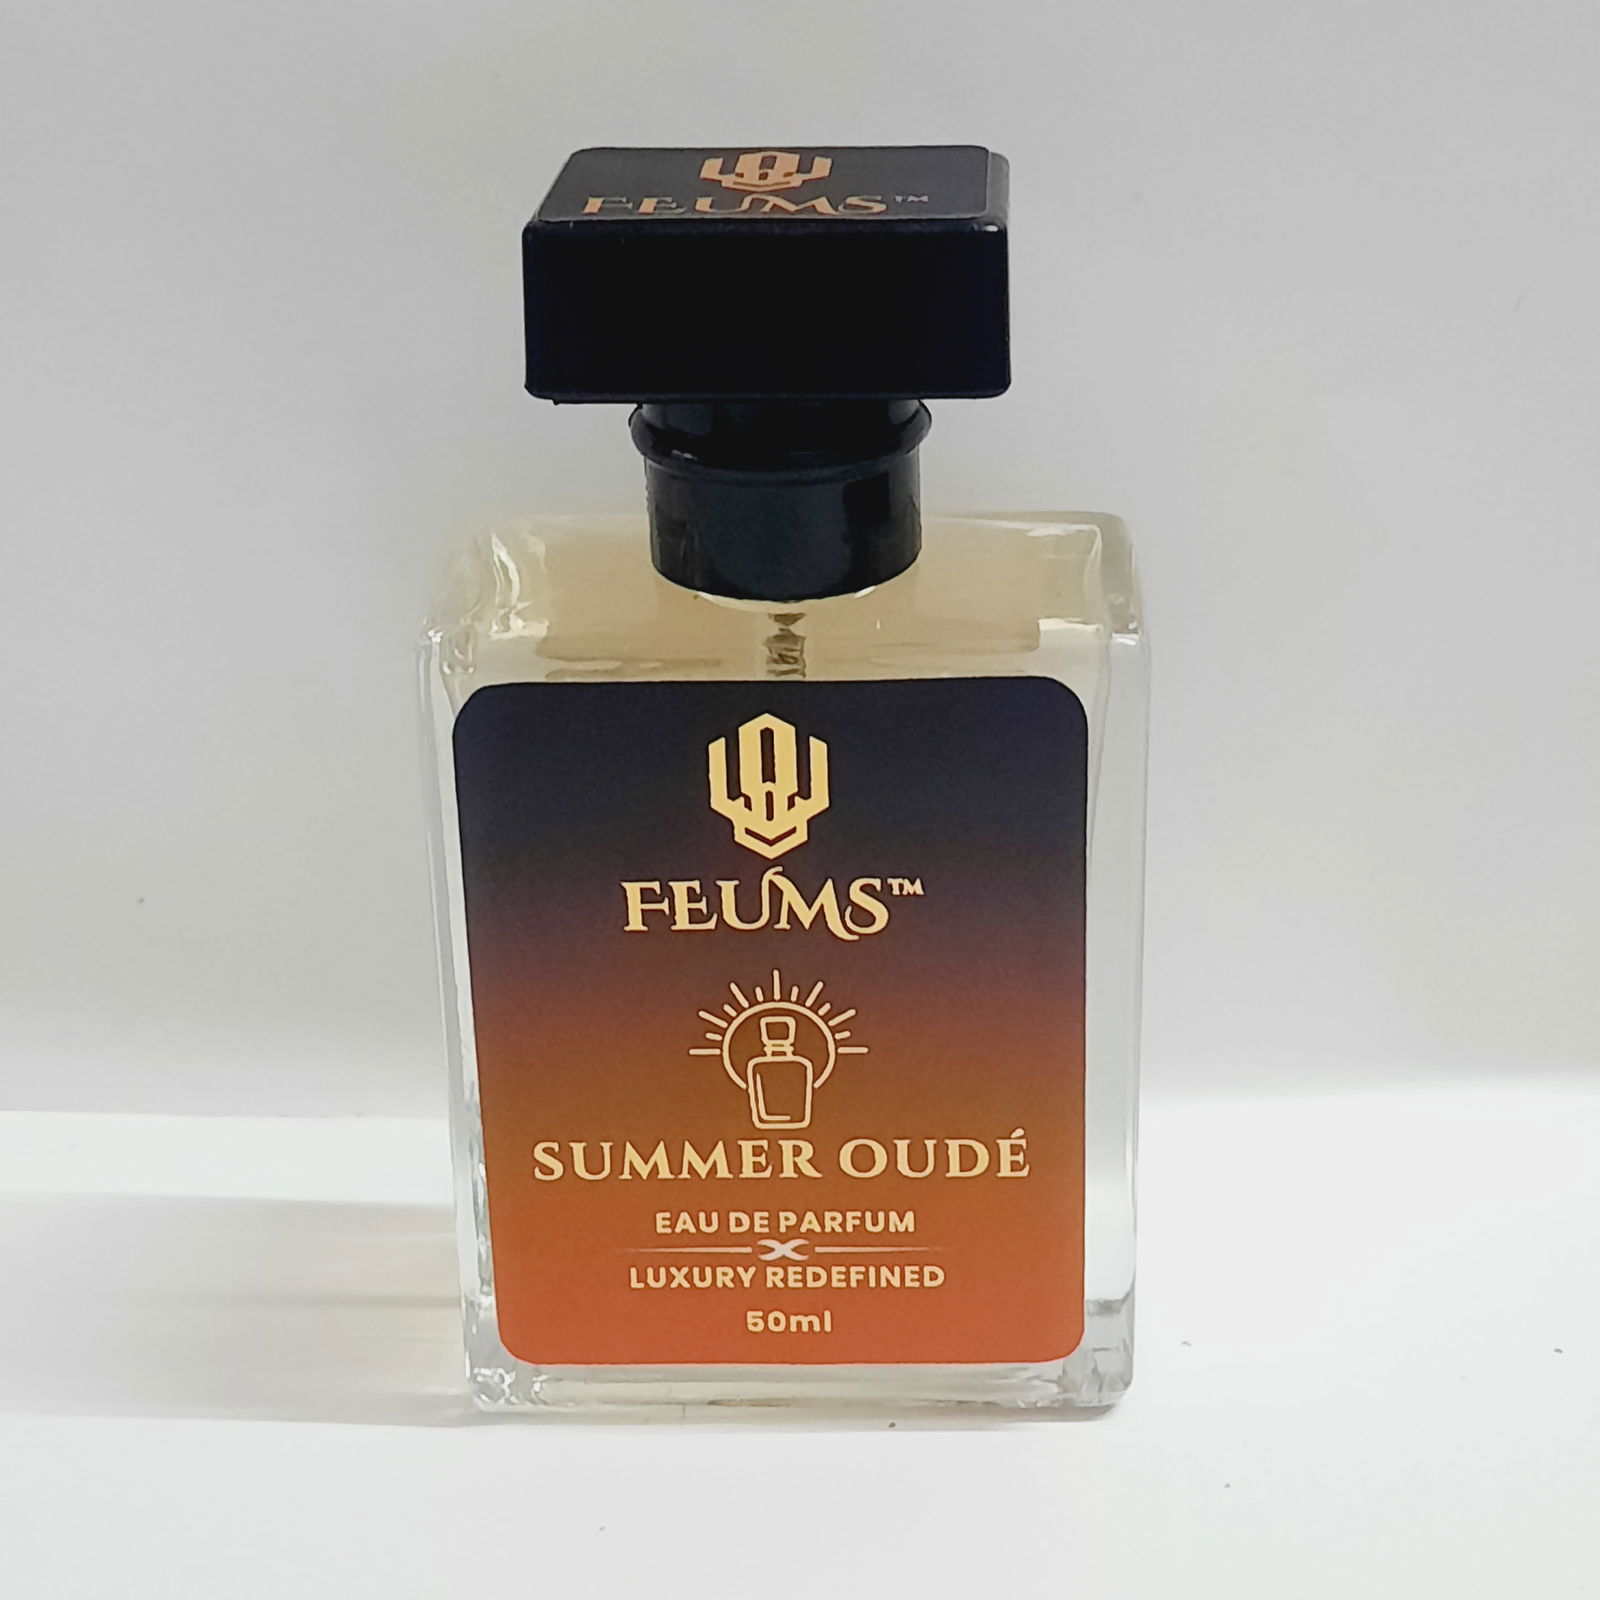 FEUMS™
FEUMS™
SUMMER OUDÉ
EAU DE PARFUM
LUXURY REDEFINED
50ml